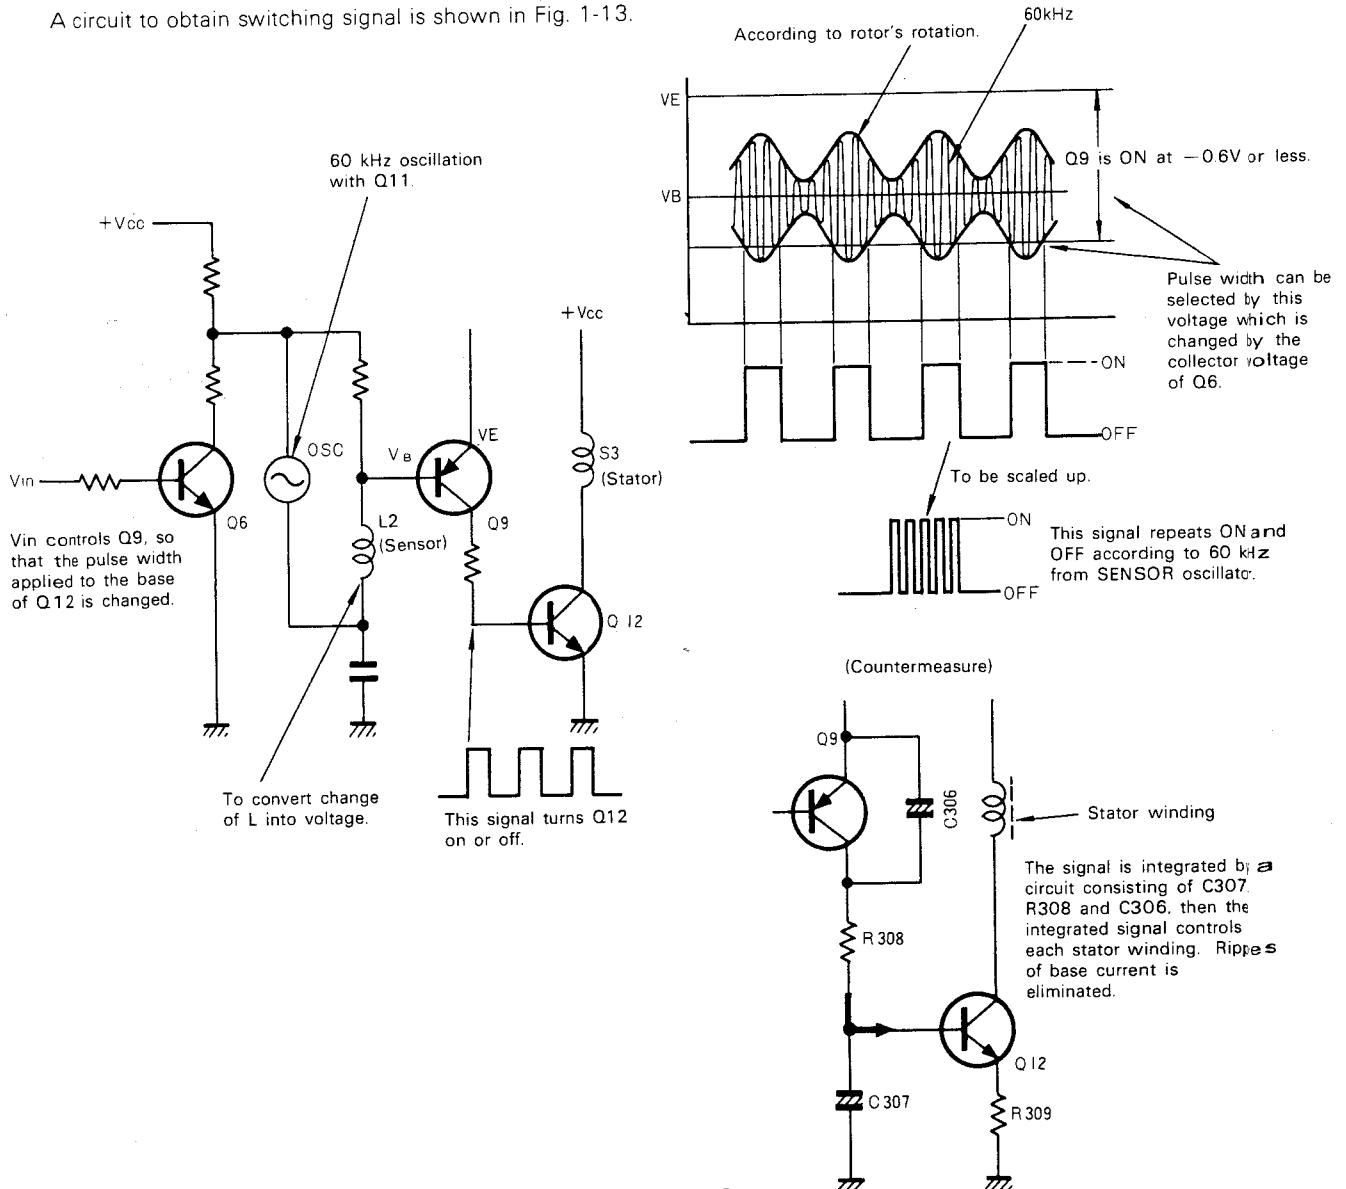 A circuit to obtain switching signal is shown in Fig. 1-13.
60 kHz oscillation
with Q11.
+Vcc
+Vcc
OSC
VE
VB
S3
(Stator)
Vin
Q6
L2
(Sensor)
Q9
Vin controls Q9, so
that the pulse width
applied to the base
of Q12 is changed.
Q 12
To convert change
of L into voltage.
This signal turns Q12
on or off.
60kHz
According to rotor's rotation.
VE
Q9 is ON at −0.6V or less.
VB
Pulse width can be
selected by this
voltage which is
changed by the
collector voltage
of Q6.
ON
OFF
To be scaled up.
ON
This signal repeats ON and
OFF according to 60 kHz
from SENSOR oscillator.
OFF
(Countermeasure)
Q9
C306
Stator winding
The signal is integrated by a
circuit consisting of C307
R308 and C306, then the
integrated signal controls
each stator winding. Rippes
of base current is
eliminated.
R308
Q12
C307
R309